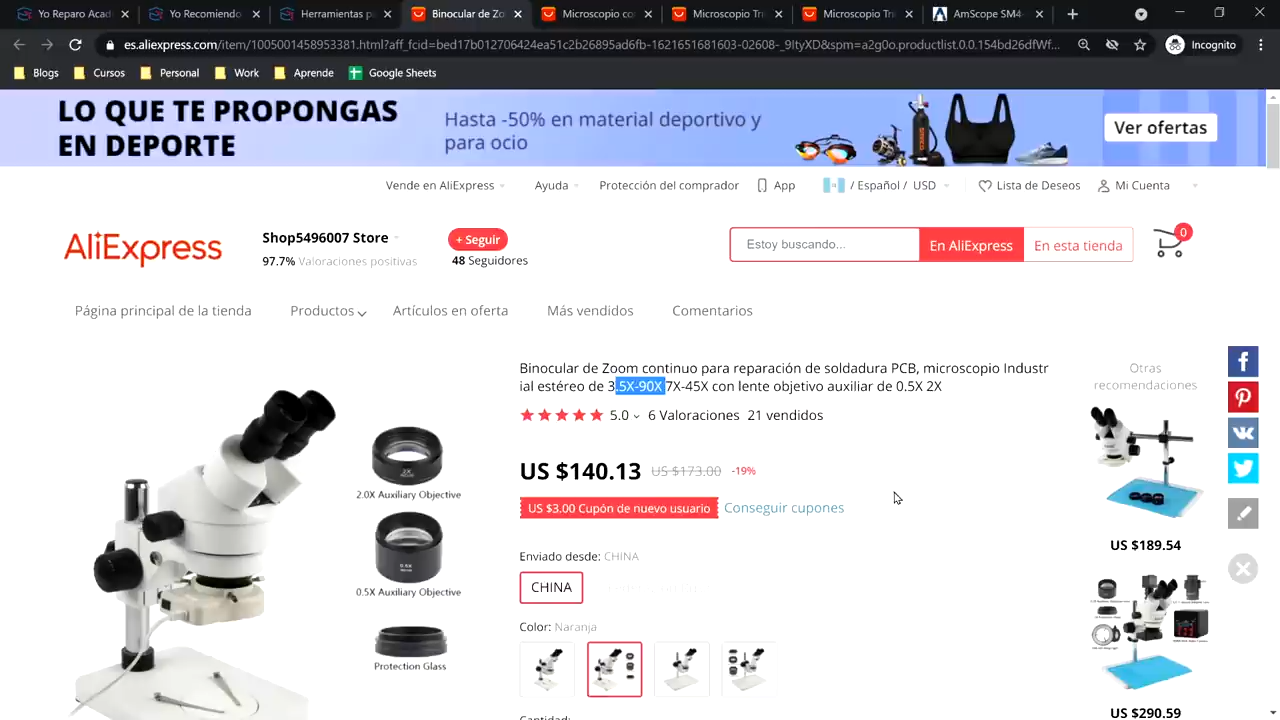 Yo Recomiendo
Herramientas p
Binocular de Zo
Microscopio co
Microscopio Tri
Microscopio Tri
AmScope SM4
es.aliexpress.com/item/1005001458953381.html?aff_fcid=bed17b012706424ea51c2b26895ad6fb-1621651681603-02608-_9ItyXD&spm=a2g0o.productlist.0.0.154bd26dfWf...
Incognito
Blogs
Cursos
Personal
Work
Aprende
Google Sheets
LO QUE TE PROPONGAS
EN DEPORTE
Hasta -50% en material deportivo y
para ocio
Ver ofertas
Vende en AliExpress
Ayuda
Protección del comprador
App
/ Español / USD
Lista de Deseos
Mi Cuenta
AliExpress
Shop5496007 Store
97.7% Valoraciones positivas
+ Seguir
48 Seguidores
Estoy buscando...
En AliExpress
En esta tienda
0
Página principal de la tienda
Productos
Artículos en oferta
Más vendidos
Comentarios
Binocular de Zoom continuo para reparación de soldadura PCB, microscopio Industr
ial estéreo de 3.5X-90X 7X-45X con lente objetivo auxiliar de 0.5X 2X
5.0
6 Valoraciones
21 vendidos
US $140.13
US $173.00
-19%
US $3.00 Cupón de nuevo usuario
Conseguir cupones
Enviado desde: CHINA
CHINA
Color: Naranja
Cantidad:
2.0X Auxiliary Objective
0.5X Auxiliary Objective
Protection Glass
Otras
recomendaciones
US $189.54
US $290.59